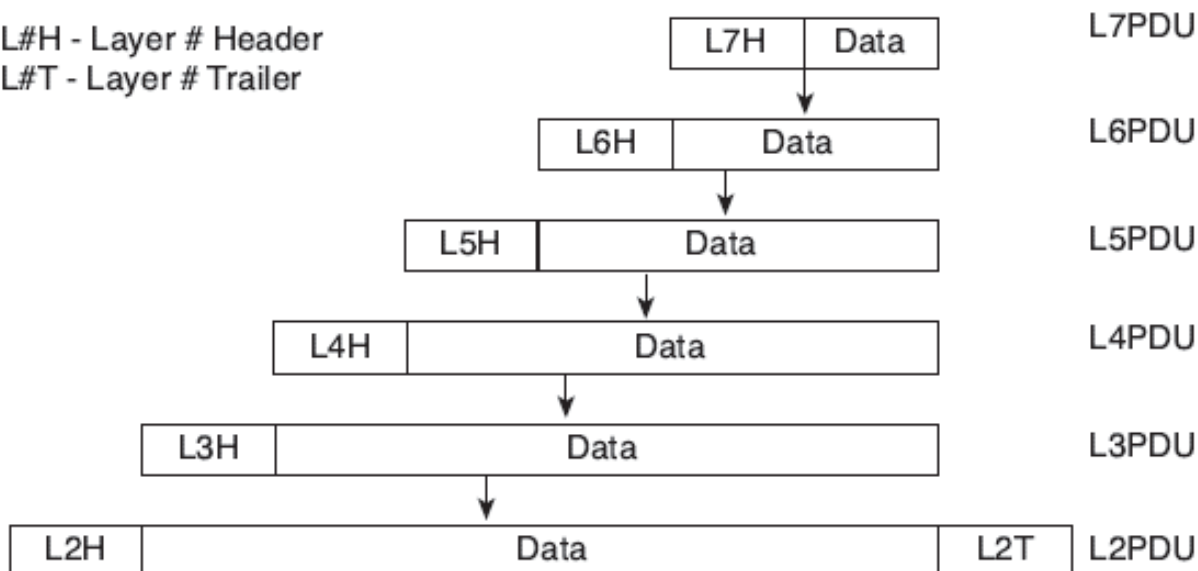 L#H - Layer # Header
L#T - Layer # Trailer
L7H Data L7PDU
L6H Data L6PDU
L5H Data L5PDU
L4H Data L4PDU
L3H Data L3PDU
L2H Data L2T L2PDU